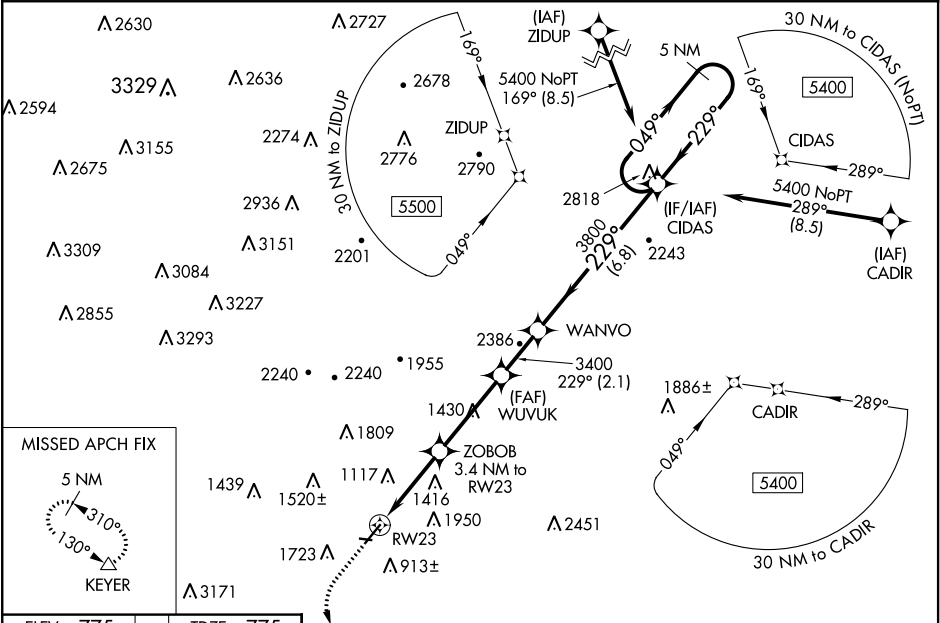 2630
2727
(IAF)
ZIDUP
30 NM to CIDAS (NoPT)
169°
5 NM
3329
2636
2678
5400 NoPT
169° (8.5)
169°
5400
2594
30 NM to ZIDUP
ZIDUP
049°
229°
CIDAS
3155
2274
2776
2790
2675
2818
289°
5400 NoPT
289°
(8.5)
2936
5500
(IF/IAF)
CIDAS
3309
3151
2201
049°
3800
229°
(6.8)
2243
(IAF)
CADIR
3084
3227
2855
3293
2386
WANVO
2240
2240
1955
3400
229° (2.1)
(FAF)
WUVUK
1886±
CADIR
289°
1430
1809
MISSED APCH FIX
ZOBOB
3.4 NM to
RW23
049°
5 NM
1439
1520±
1117
1416
5400
310°
1950
2451
130°
RW23
30 NM to CADIR
1723
KEYER
913±
3171
ELEV 775
TDZE 775